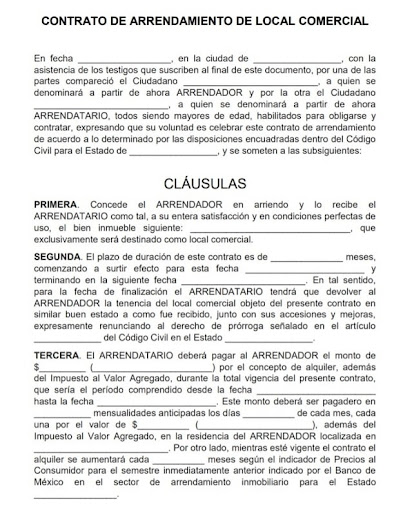 CONTRATO DE ARRENDAMIENTO DE LOCAL COMERCIAL
En fecha __________________, en la ciudad de _________________, con la
asistencia de los testigos que suscriben al final de este documento, por una de las
partes compareció el Ciudadano __________________________, a quien se
denominará a partir de ahora ARRENDADOR y por la otra el Ciudadano
__________________________, a quien se denominará a partir de ahora
ARRENDATARIO, todos siendo mayores de edad, habilitados para obligarse y
contratar, expresando que su voluntad es celebrar este contrato de arrendamiento
de acuerdo a lo determinado por las disposiciones encuadradas dentro del Código
Civil para el Estado de _________________, y se someten a las subsiguientes:
CLÁUSULAS
PRIMERA. Concede el ARRENDADOR en arriendo y lo recibe el
ARRENDATARIO como tal, a su entera satisfacción y en condiciones perfectas de
uso, el bien inmueble siguiente: _______________________________, que
exclusivamente será destinado como local comercial.
SEGUNDA. El plazo de duración de este contrato es de ______________ meses,
comenzando a surtir efecto para esta fecha _______________________ y
terminando en la siguiente fecha ___________________. En tal sentido,
para la fecha de finalización el ARRENDATARIO tendrá que devolver al
ARRENDADOR la tenencia del local comercial objeto del presente contrato en
similar buen estado a como fue recibido, junto con sus accesiones y mejoras,
expresamente renunciando al derecho de prórroga señalado en el artículo
_____________ del Código Civil en el Estado _________________.
TERCERA. El ARRENDATARIO deberá pagar al ARRENDADOR el monto de
$_________ (_______________________) por el concepto de alquiler, además
del Impuesto al Valor Agregado, durante la total vigencia del presente contrato,
que sería el período comprendido desde la fecha ____________________
hasta la fecha _________________. Este monto deberá ser pagadero en
___________ mensualidades anticipadas los días __________ de cada mes, cada
una por el valor de $__________ (______________________), además del
Impuesto al Valor Agregado, en la residencia del ARRENDADOR localizada en
__________________________. Por otro lado, mientras esté vigente el contrato el
alquiler se aumentará cada __________ meses según el indicador de Precios al
Consumidor para el semestre inmediatamente anterior indicado por el Banco de
México en el sector de arrendamiento inmobiliario para el Estado
________________.